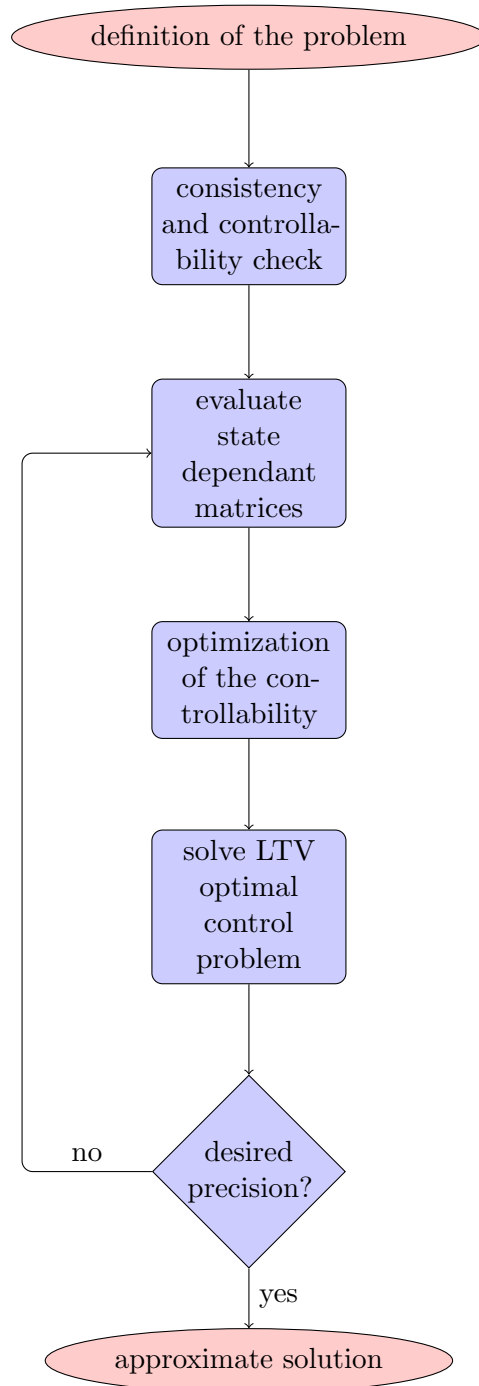 definition of the problem
consistency
and controlla-
bility check
evaluate
state
dependant
matrices
optimization
of the con-
trollability
solve LTV
optimal
control
problem
no
desired
precision?
yes
approximate solution